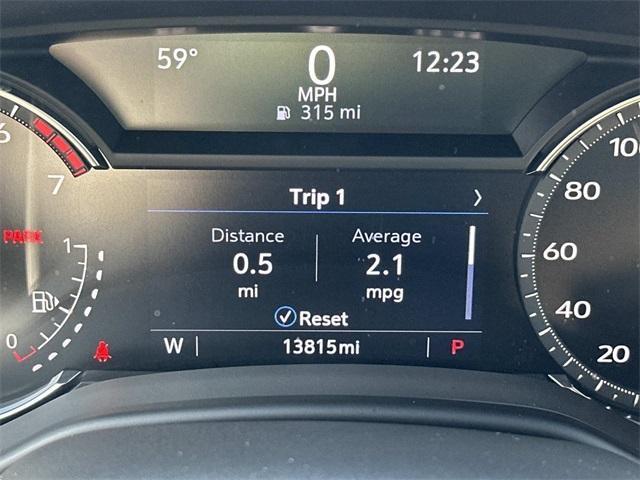 59° 0 12:23
MPH
315 mi
6
7
PARK
1
0
Trip 1 >
Distance Average
0.5 2.1
mi mpg
✓ Reset
W | 13815mi | P
100
80
60
40
20